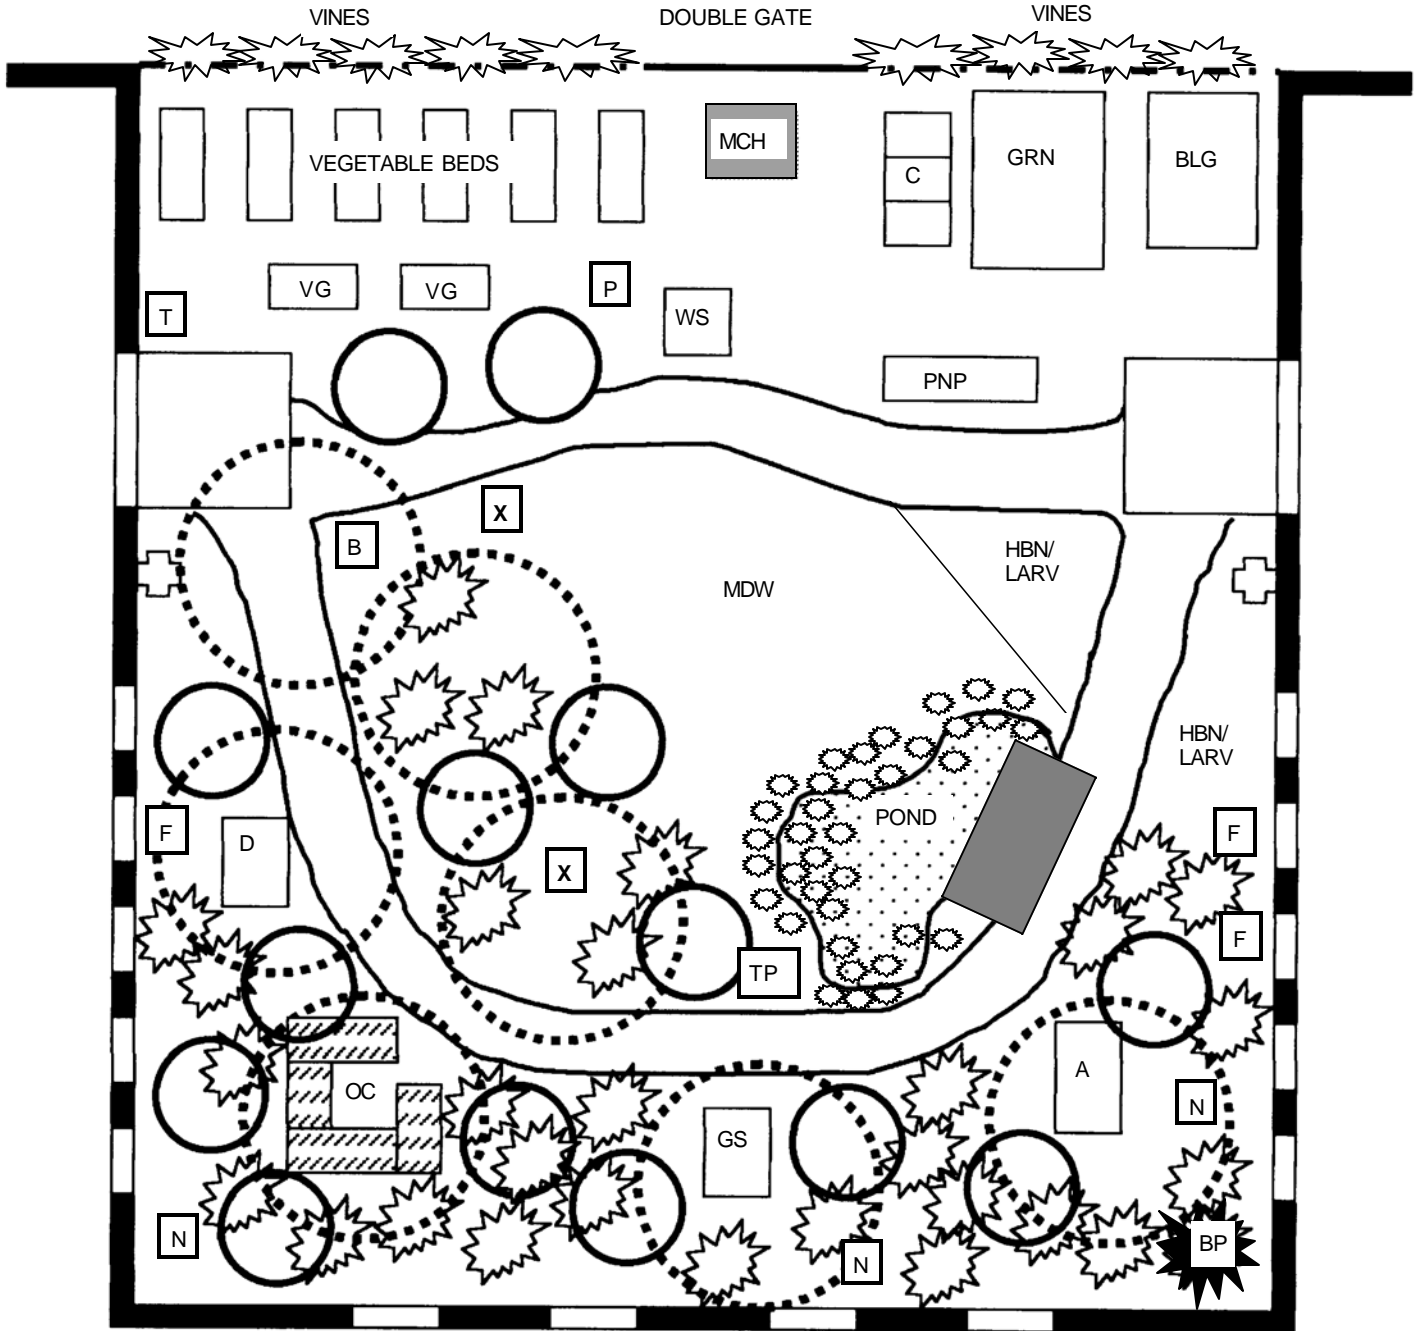 VINES
DOUBLE GATE
VINES
MCH
VEGETABLE BEDS
GRN
BLG
C
VG
VG
P
T
WS
PNP
X
B
HBN/
LARV
MDW
HBN/
LARV
POND
F
D
F
X
F
TP
A
OC
N
GS
N
N
BP